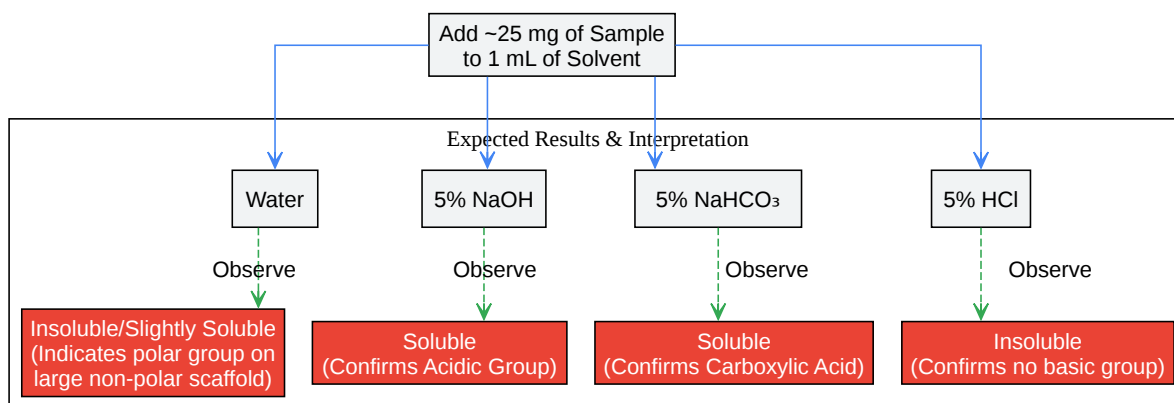 Add ~25 mg of Sample
to 1 mL of Solvent
Expected Results & Interpretation
Water
5% NaOH
5% NaHCO₃
5% HCl
Observe
Observe
Observe
Observe
Insoluble/Slightly Soluble
(Indicates polar group on
large non-polar scaffold)
Soluble
(Confirms Acidic Group)
Soluble
(Confirms Carboxylic Acid)
Insoluble
(Confirms no basic group)